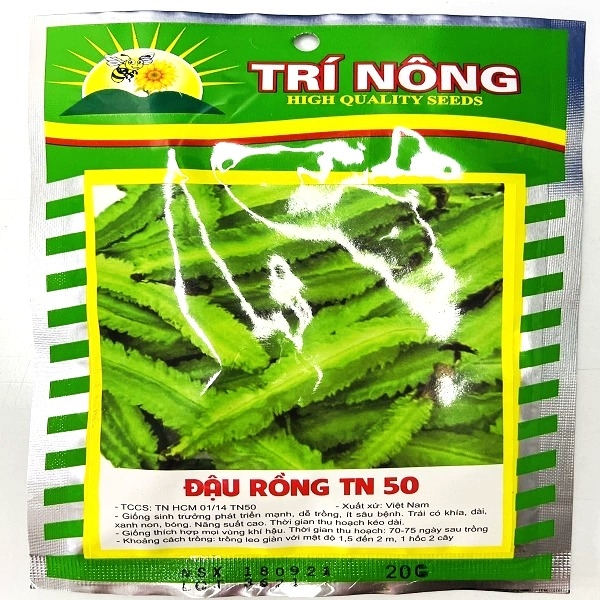 TRÍ NÔNG
HIGH QUALITY SEEDS
ĐẬU RỒNG TN 50
- TCCS: TN HCM 01/14 TN50 - Xuất xứ: Việt Nam
- Giống sinh trưởng phát triển mạnh, dễ trồng, ít sâu bệnh. Trái có khía, dài,
xanh non, bóng. Năng suất cao. Thời gian thu hoạch kéo dài.
- Giống thích hợp mọi vùng khí hậu. Thời gian thu hoạch: 70-75 ngày sau trồng
- Khoảng cách trồng: trồng leo giàn với mật độ 1,5 đến 2 m, 1 hốc 2 cây
NSX 180921 20G